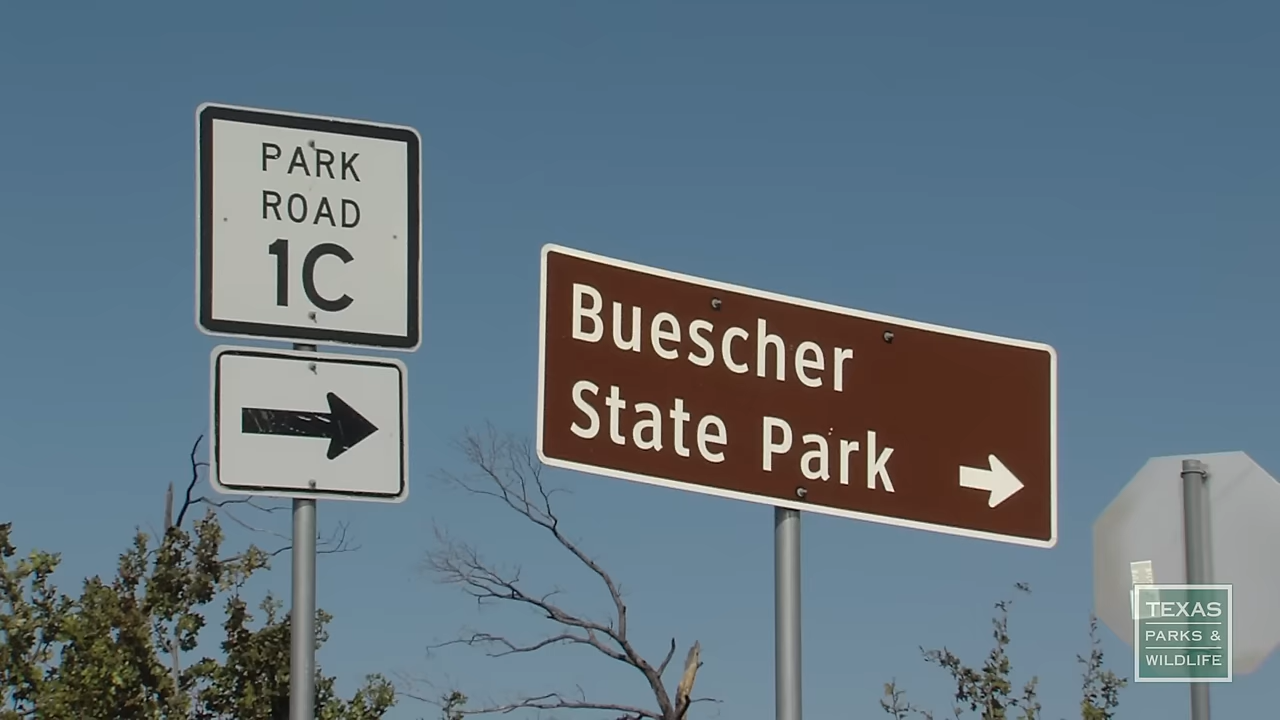 PARK
ROAD
1C
Buescher
State Park
TEXAS
PARKS &
WILDLIFE